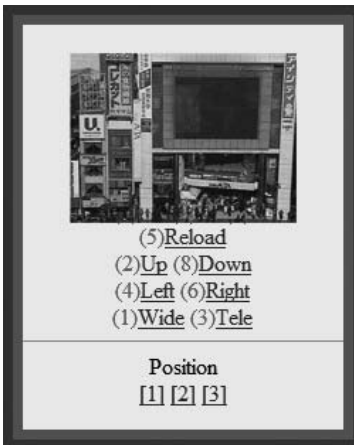 U.
(5)Reload
(2)Up (8)Down
(4)Left (6)Right
(1)Wide (3)Tele
Position
[1] [2] [3]